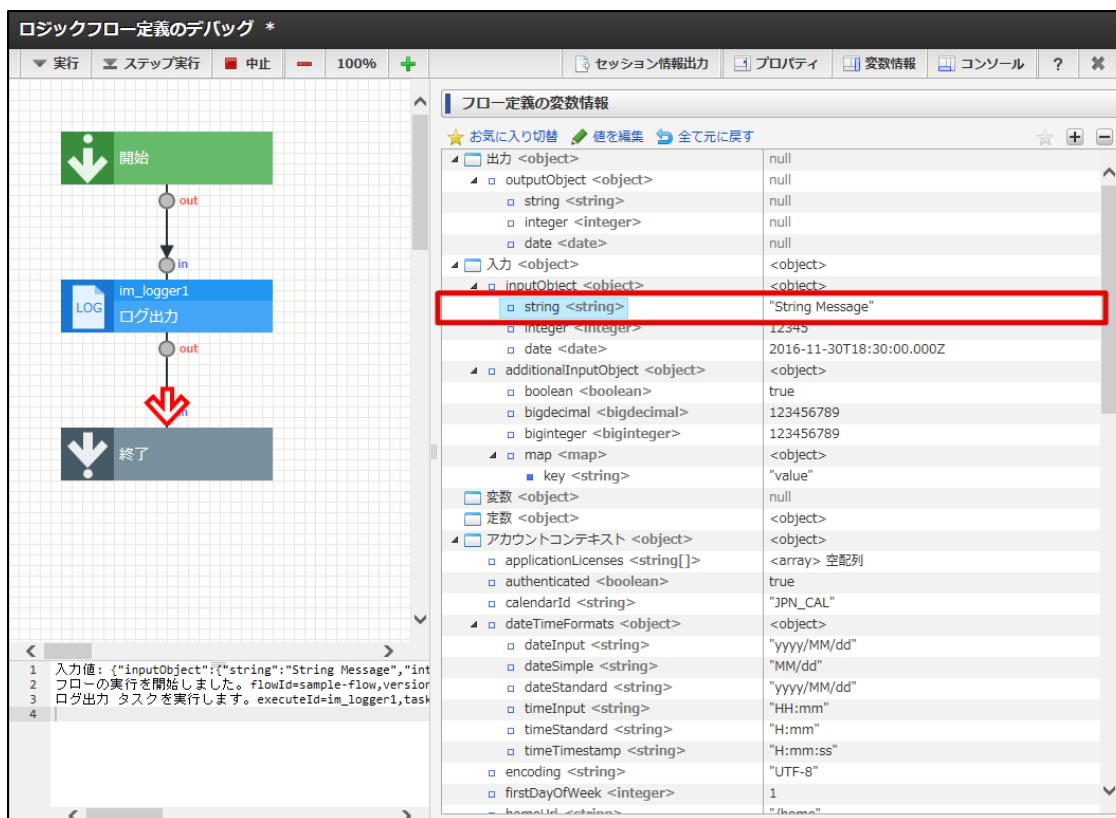 ロジックフロー定義のデバッグ *
実行 ステップ実行 中止 100% セッション情報出力 プロパティ 変数情報 コンソール ?
フロー定義の変数情報
お気に入り切替 値を編集 全て元に戻す
開始
out
in
im_logger1
LOG
ログ出力
out
in
終了
出力 <object> null
outputObject <object> null
string <string> null
integer <integer> null
date <date> null
入力 <object> <object>
inputObject <object> <object>
string <string> "String Message"
integer <integer> 12345
date <date> 2016-11-30T18:30:00.000Z
additionalInputObject <object> <object>
boolean <boolean> true
bigdecimal <bigdecimal> 123456789
biginteger <biginteger> 123456789
map <map> <object>
key <string> "value"
変数 <object> null
定数 <object> <object>
アカウントコンテキスト <object> <object>
applicationLicenses <string[]> <array> 空配列
authenticated <boolean> true
calendarId <string> "JPN_CAL"
dateTimeFormats <object> <object>
dateInput <string> "yyyy/MM/dd"
dateSimple <string> "MM/dd"
dateStandard <string> "yyyy/MM/dd"
timeInput <string> "HH:mm"
timeStandard <string> "H:mm"
timeTimestamp <string> "H:mm:ss"
encoding <string> "UTF-8"
firstDayOfWeek <integer> 1
homeUrl <string> "/home"
1 入力値: {"inputObject":{"string":"String Message","int
2 フローの実行を開始しました。flowId=sample-flow,version
3 ログ出力 タスクを実行します。executeId=im_logger1,task
4